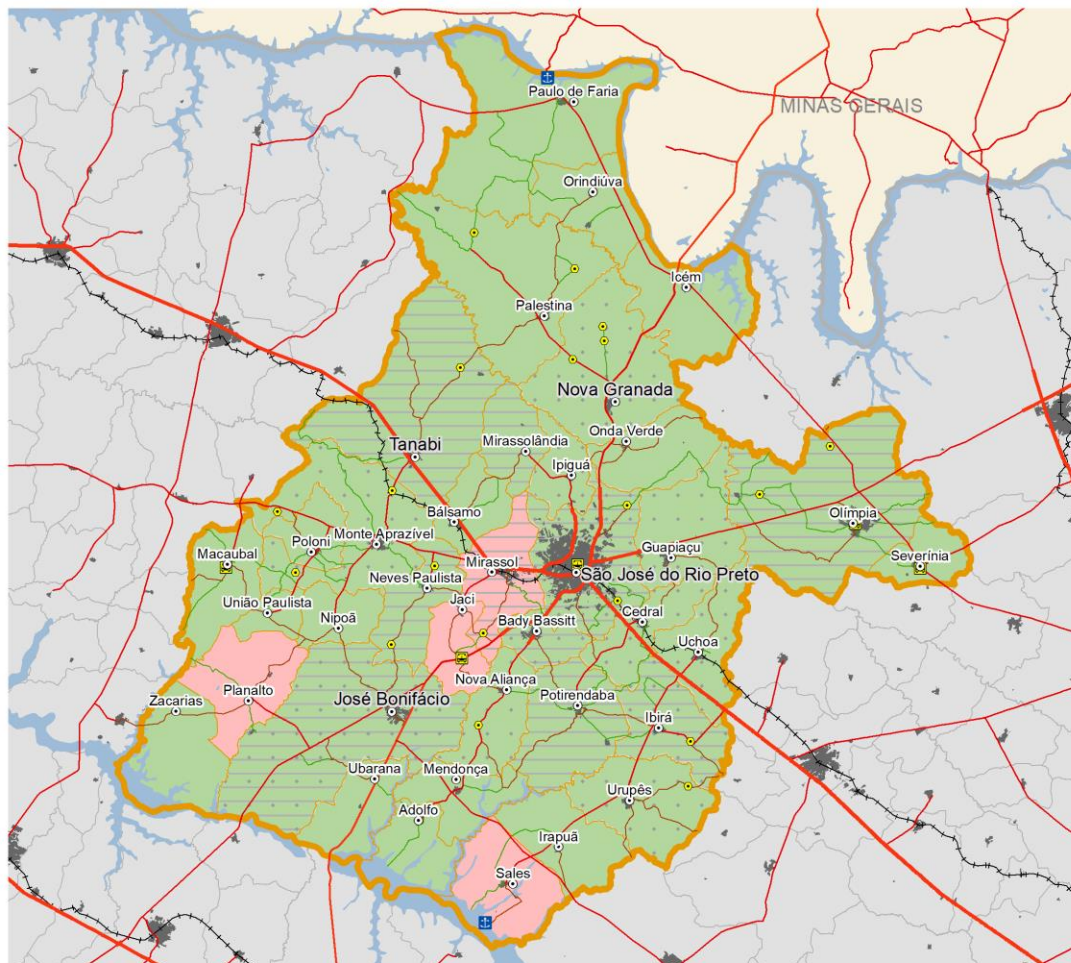 Paulo de Faria
MINAS GERAIS
Orindiúva
Icém
Palestina
Nova Granada
Onda Verde
Mirassolândia
Tanabi
Ipiguá
Olímpia
Bálsamo
Monte Aprazível
Poloni
Macaubal
Guapiaçu
Severínia
Mirassol
São José do Rio Preto
Neves Paulista
Jaci
União Paulista
Nipoã
Cedral
Bady Bassitt
Uchoa
Nova Aliança
Planalto
Zacarias
José Bonifácio
Potirendaba
Ibirá
Ubarana
Mendonça
Urupês
Adolfo
Irapuã
Sales